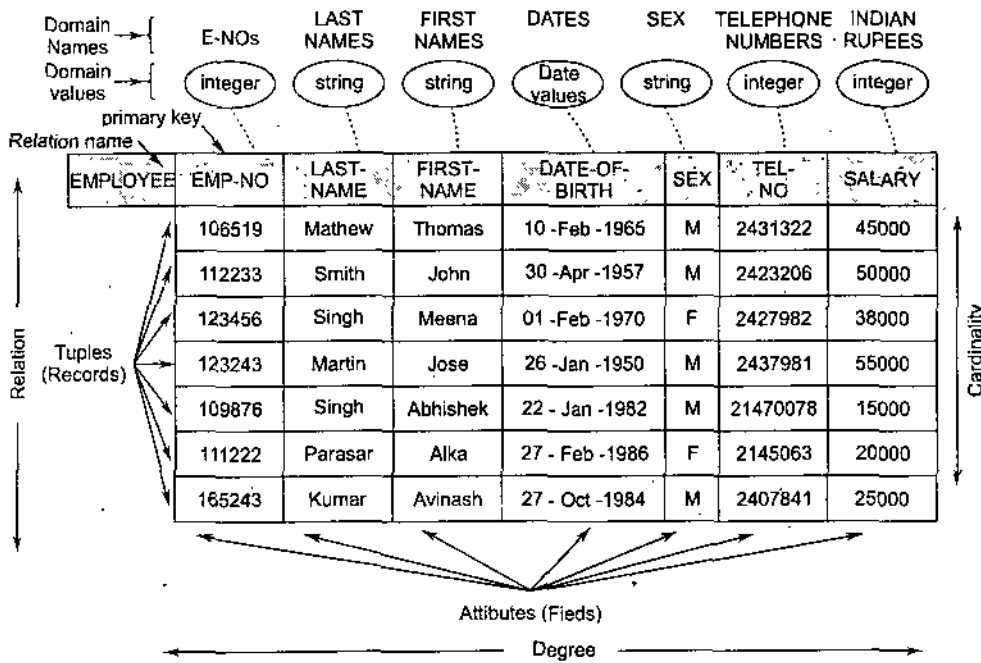 Domain Names
E-NOs LAST NAMES FIRST NAMES DATES SEX TELEPHONE NUMBERS INDIAN RUPEES
Domain values
integer string string Date values string integer integer
primary key
Relation name
EMPLOYEE EMP-NO LAST-NAME FIRST-NAME DATE-OF-BIRTH SEX TEL-NO SALARY
106519 Mathew Thomas 10 -Feb -1965 M 2431322 45000
112233 Smith John 30 -Apr -1957 M 2423206 50000
123456 Singh Meena 01 -Feb -1970 F 2427982 38000
123243 Martin Jose 26 -Jan -1950 M 2437981 55000
109876 Singh Abhishek 22 - Jan -1982 M 21470078 15000
111222 Parasar Alka 27 - Feb -1986 F 2145063 20000
165243 Kumar Avinash 27 - Oct -1984 M 2407841 25000
Relation
Tuples
(Records)
Cardinality
Attibutes (Fieds)
Degree